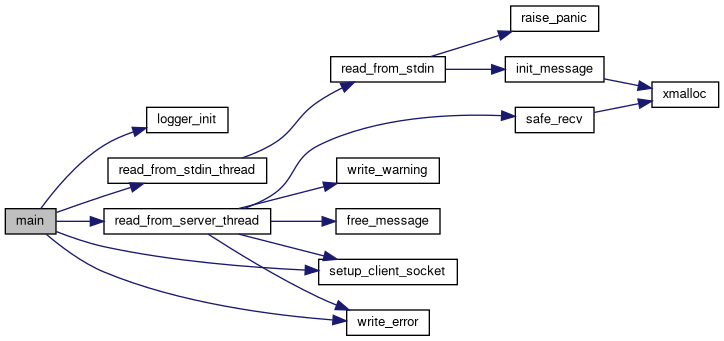 raise_panic
read_from_stdin
init_message
xmalloc
logger_init
safe_recv
read_from_stdin_thread
write_warning
main
read_from_server_thread
free_message
setup_client_socket
write_error